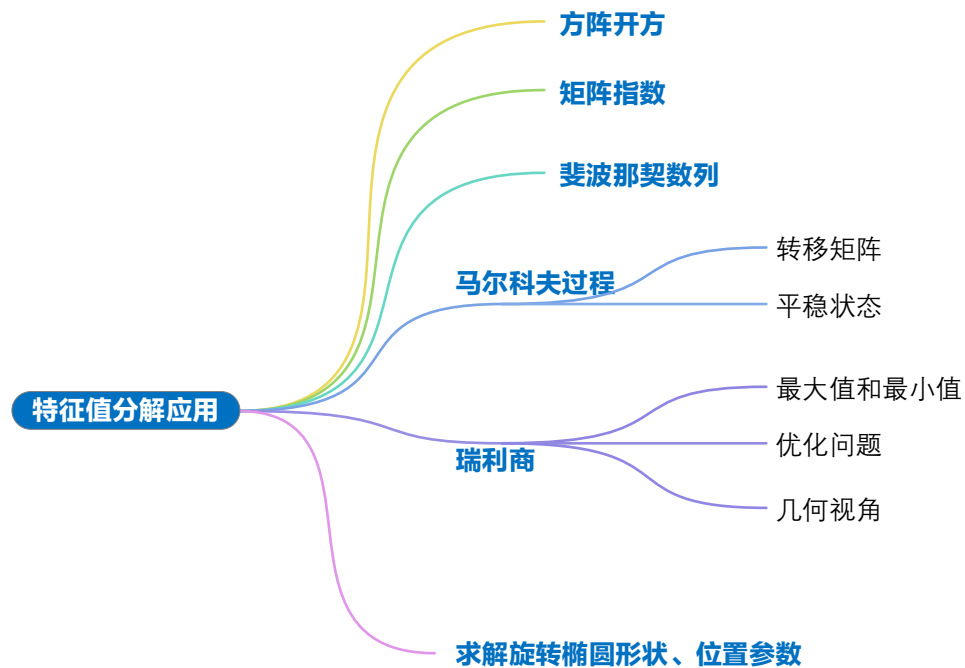 方阵开方
矩阵指数
斐波那契数列
马尔科夫过程
转移矩阵
平稳状态
特征值分解应用
瑞利商
最大值和最小值
优化问题
几何视角
求解旋转椭圆形状、位置参数